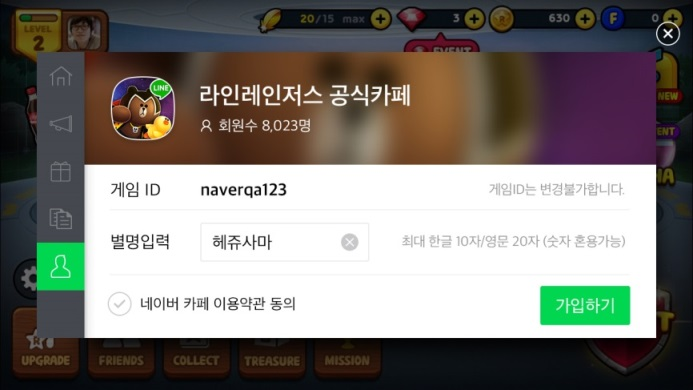 LEVEL
2
20/15 max
3
630
F
0
EVENT
NEW
LINE
라인레인저스 공식카페
회원수 8,023명
게임 ID
naverqa123
게임ID는 변경불가합니다.
별명입력
헤쥬사마
최대 한글 10자/영문 20자 (숫자 혼용가능)
네이버 카페 이용약관 동의
가입하기
UPGRADE
FRIENDS
COLLECT
TREASURE
MISSION